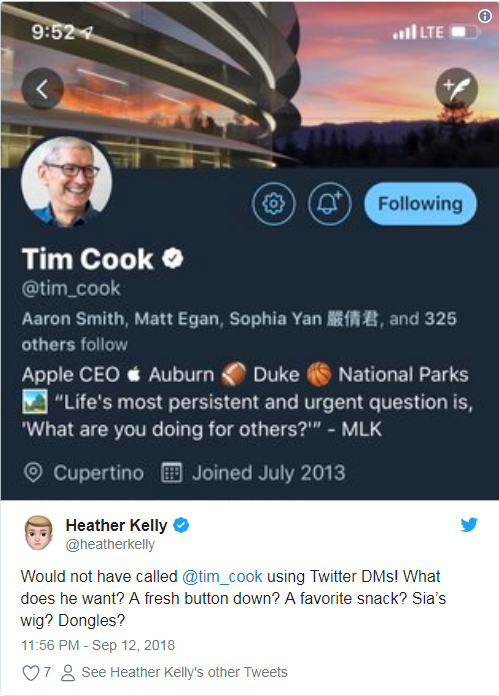 9:52 LTE
Following
Tim Cook
@tim_cook
Aaron Smith, Matt Egan, Sophia Yan 嚴倩君, and 325
others follow
Apple CEO  Auburn 🏈 Duke 🏀 National Parks
🏞️ “Life's most persistent and urgent question is,
'What are you doing for others?'” - MLK
Cupertino Joined July 2013
Heather Kelly
@heatherkelly
Would not have called @tim_cook using Twitter DMs! What
does he want? A fresh button down? A favorite snack? Sia's
wig? Dongles?
11:56 PM - Sep 12, 2018
7 See Heather Kelly's other Tweets